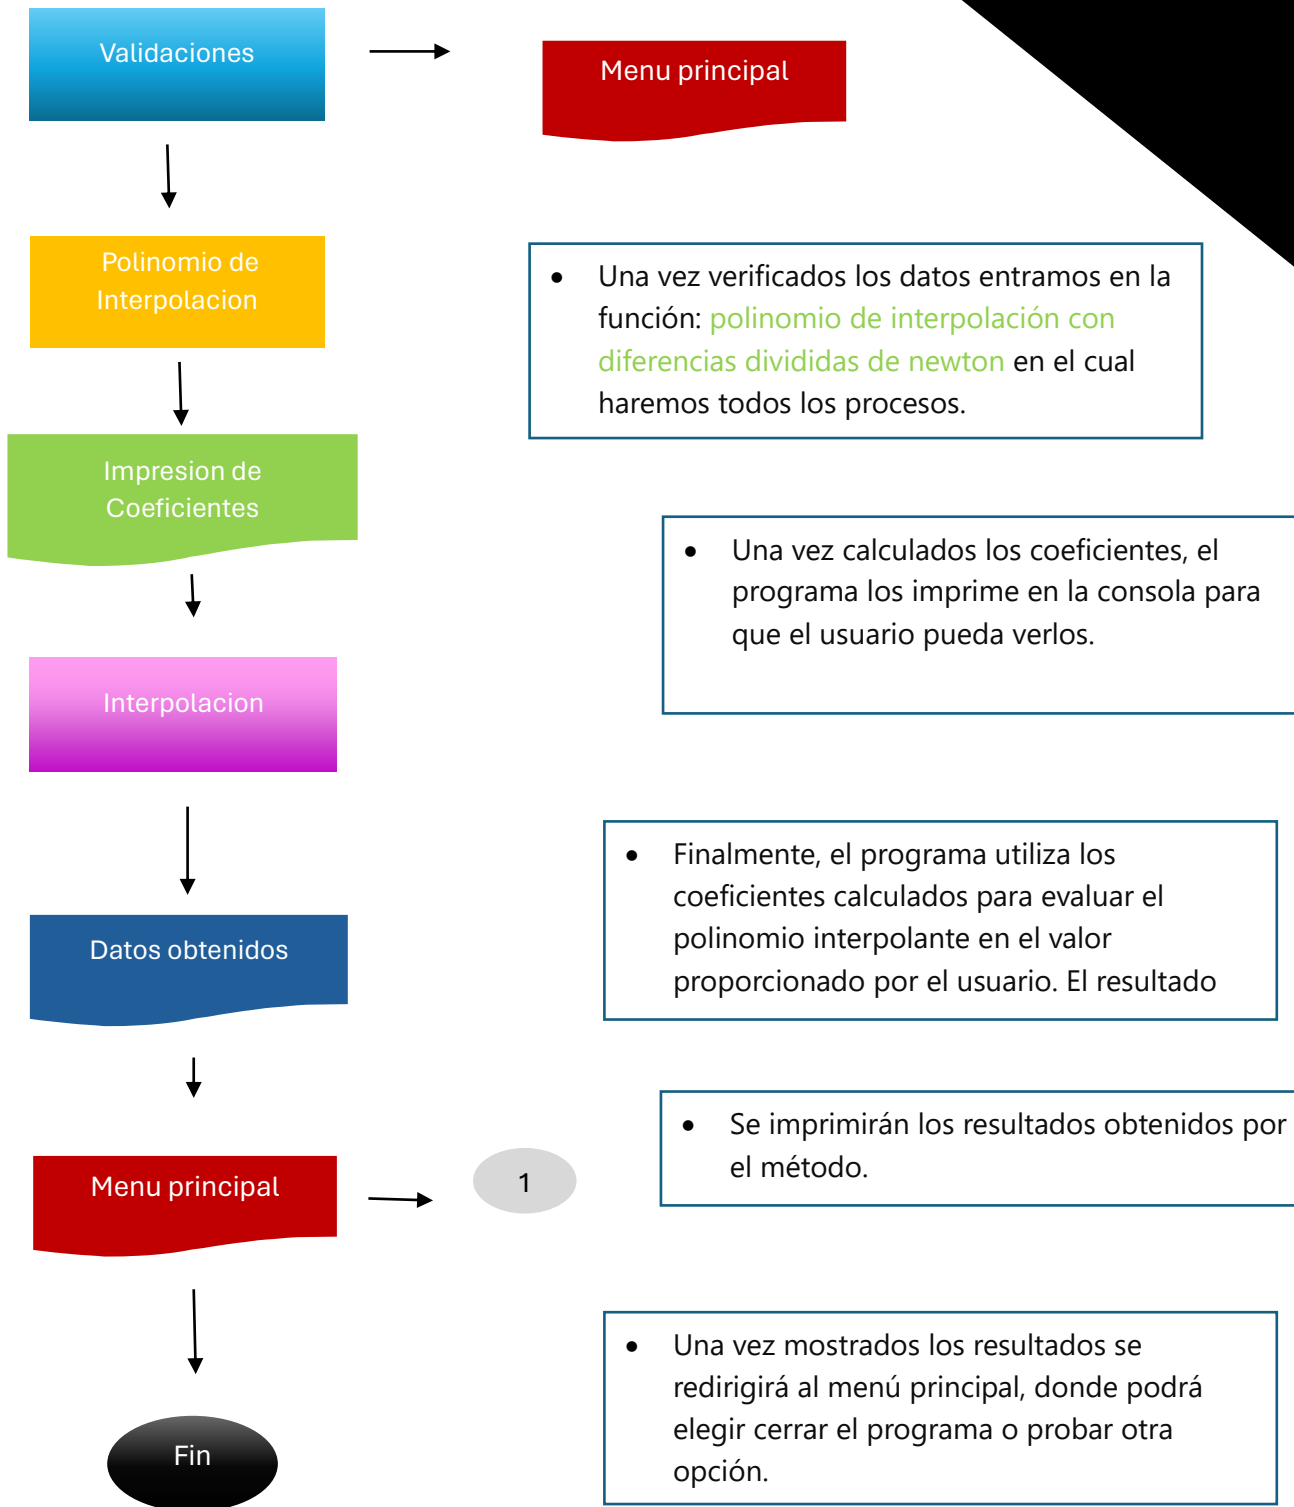 Validaciones
Menu principal
Polinomio de
Interpolacion
• Una vez verificados los datos entramos en la
función: polinomio de interpolación con
diferencias divididas de newton en el cual
haremos todos los procesos.
Impresion de
Coeficientes
• Una vez calculados los coeficientes, el
programa los imprime en la consola para
que el usuario pueda verlos.
Interpolacion
• Finalmente, el programa utiliza los
coeficientes calculados para evaluar el
polinomio interpolante en el valor
proporcionado por el usuario. El resultado
Datos obtenidos
• Se imprimirán los resultados obtenidos por
el método.
Menu principal
1
• Una vez mostrados los resultados se
redirigirá al menú principal, donde podrá
elegir cerrar el programa o probar otra
opción.
Fin